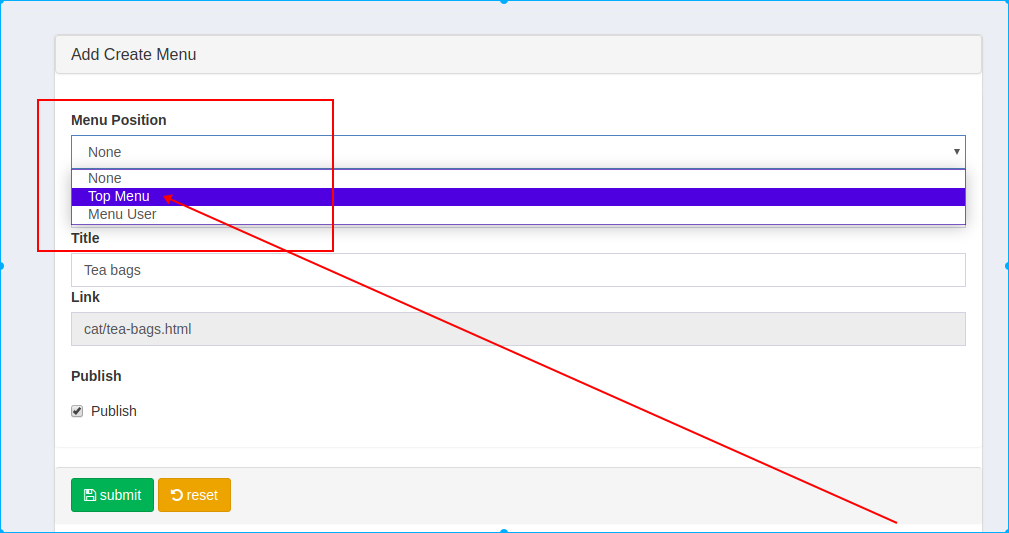 Add Create Menu
Menu Position
None
None
Top Menu
Menu User
Title
Tea bags
Link
cat/tea-bags.html
Publish
Publish
submit reset